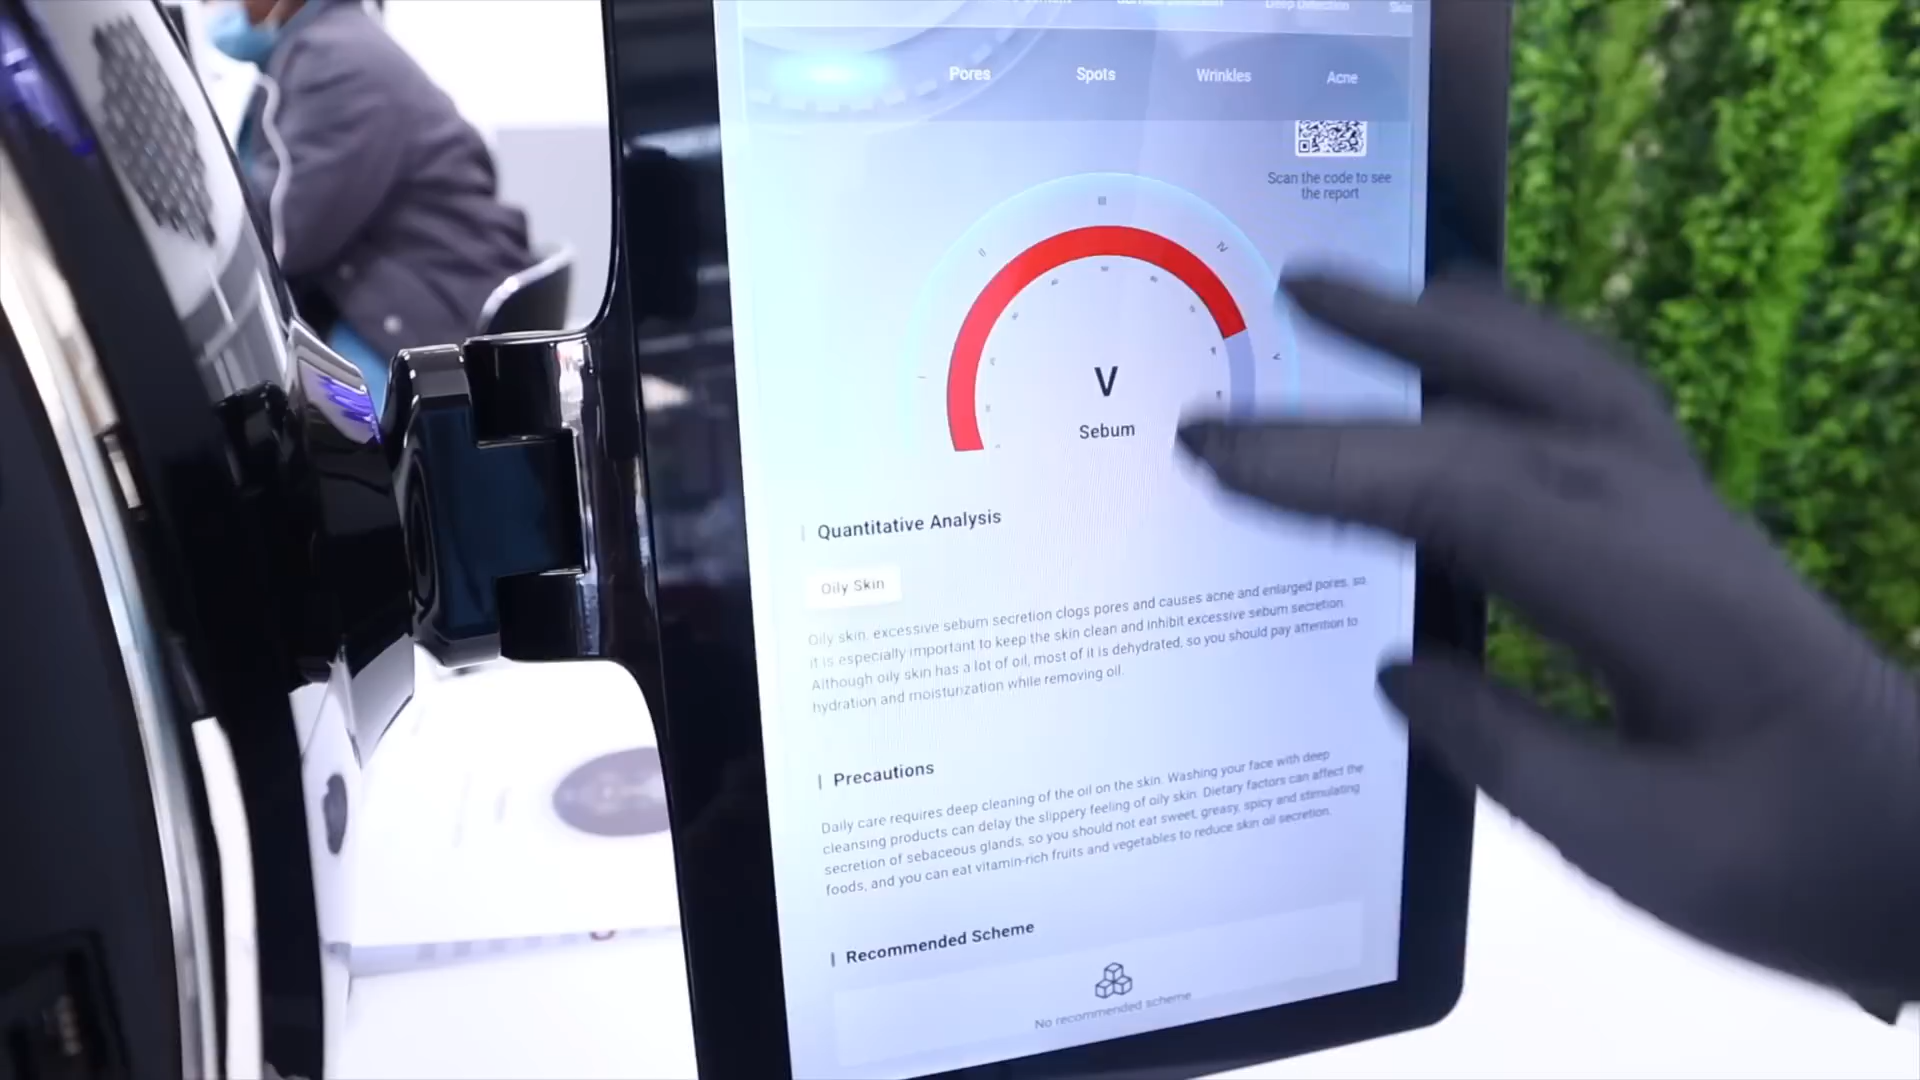 Deep Detection
Pores
Spots
Wrinkles
Acne
Scan the code to see
the report
II
III
IV
I
V
V
Sebum
Quantitative Analysis
Oily Skin
Oily skin, excessive sebum secretion clogs pores and causes acne and enlarged pores, so
it is especially important to keep the skin clean and inhibit excessive sebum secretion.
Although oily skin has a lot of oil, most of it is dehydrated, so you should pay attention to
hydration and moisturization while removing oil.
Precautions
Daily care requires deep cleaning of the oil on the skin. Washing your face with deep
cleansing products can delay the slippery feeling of oily skin. Dietary factors can affect the
secretion of sebaceous glands, so you should not eat sweet, greasy, spicy and stimulating
foods, and you can eat vitamin-rich fruits and vegetables to reduce skin oil secretion.
Recommended Scheme
No recommended scheme